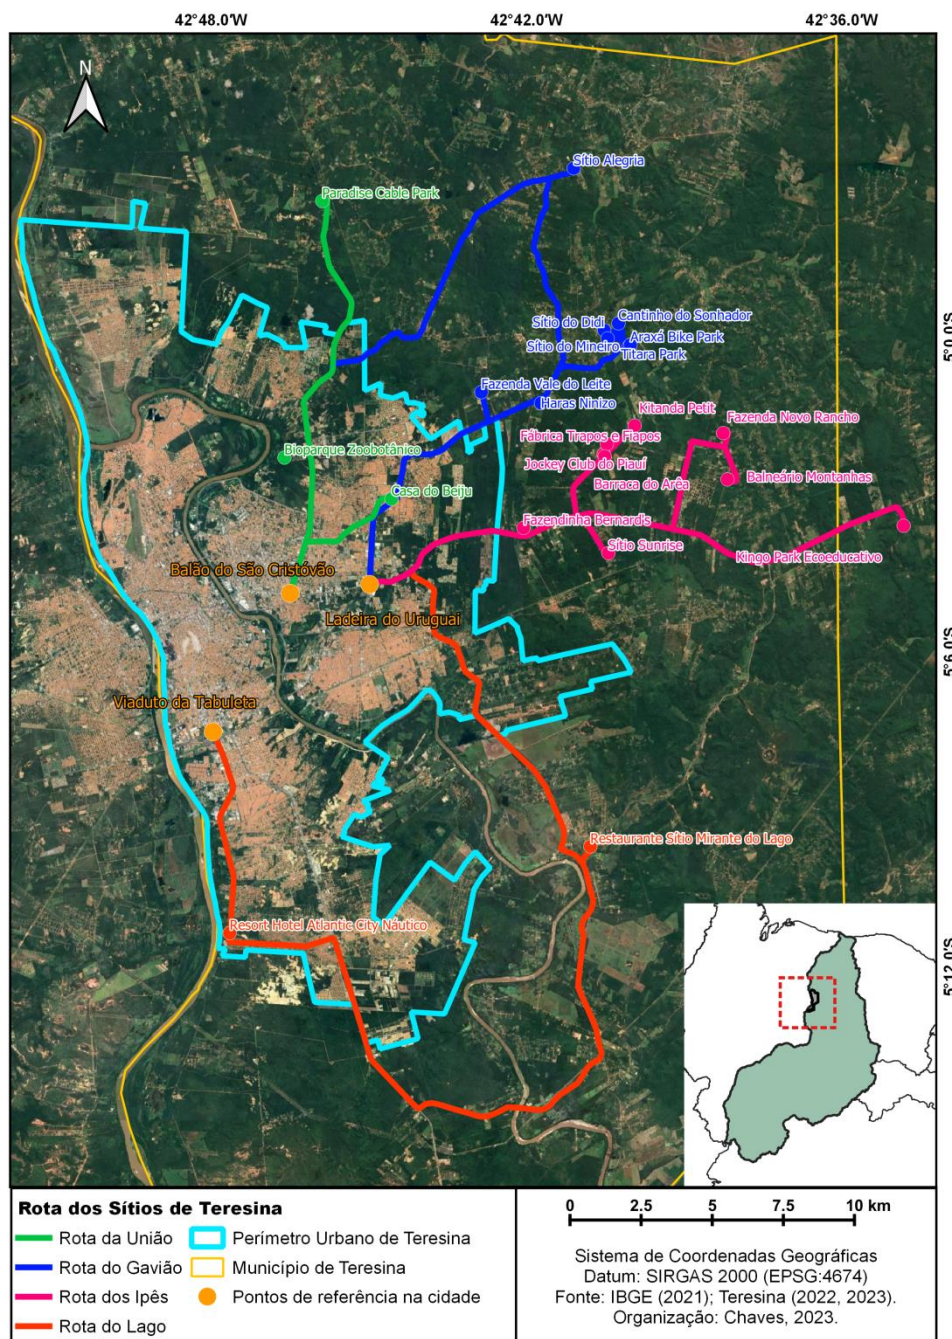 42°48.0'W
42°42.0'W
42°36.0'W
N
Sítio Alegria
Paradise Cable Park
Cantinho do Sonhador
Sítio do Didi
Araxá Bike Park
Sítio do Mineiro
Titara Park
5°0.0'S
Fazenda Vale do Leite
Haras Ninizo
Kitanda Petit
Fazenda Novo Rancho
Fábrica Trapos e Fiapos
Bioparque Zoobotânico
Jockey Club do Piauí
Barraca do Arêa
Balneário Montanhas
Casa do Beiju
Fazendinha Bernardis
Sítio Sunrise
Kingo Park Ecoeducativo
Balão do São Cristóvão
Ladeira do Uruguai
5°6.0'S
Viaduto da Tabuleta
Restaurante Sítio Mirante do Lago
Resort Hotel Atlantic City Náutico
5°12.0'S
Rota dos Sítios de Teresina
Rota da União
Perímetro Urbano de Teresina
Rota do Gavião
Município de Teresina
Rota dos Ipês
Pontos de referência na cidade
Rota do Lago
0 2.5 5 7.5 10 km
Sistema de Coordenadas Geográficas
Datum: SIRGAS 2000 (EPSG:4674)
Fonte: IBGE (2021); Teresina (2022, 2023).
Organização: Chaves, 2023.